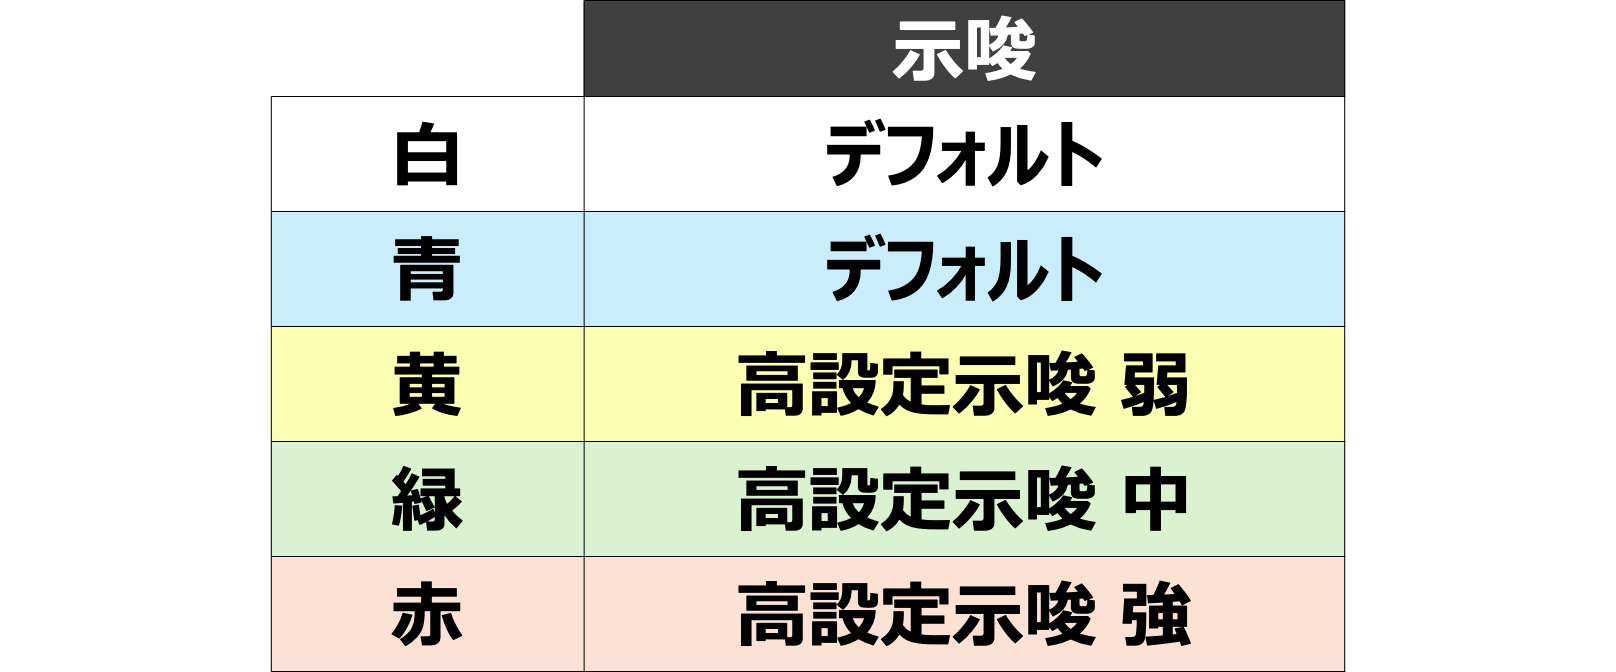 示唆
白 デフォルト
青 デフォルト
黄 高設定示唆 弱
緑 高設定示唆 中
赤 高設定示唆 強